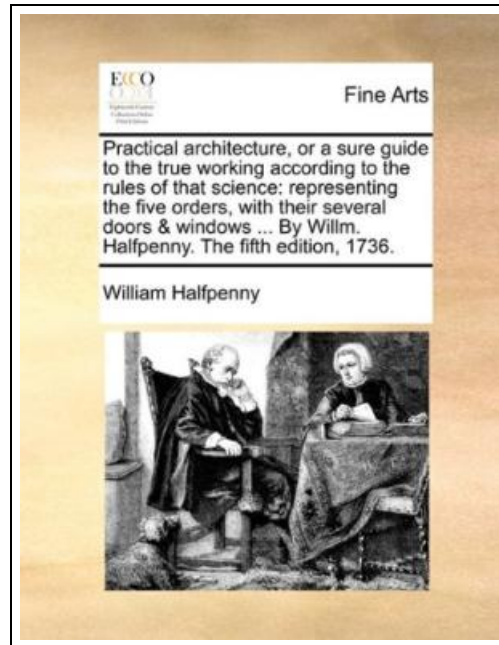 ECCO
Fine Arts
Practical architecture, or a sure guide
to the true working according to the
rules of that science: representing
the five orders, with their several
doors & windows ... By Willm.
Halfpenny. The fifth edition, 1736.
William Halfpenny